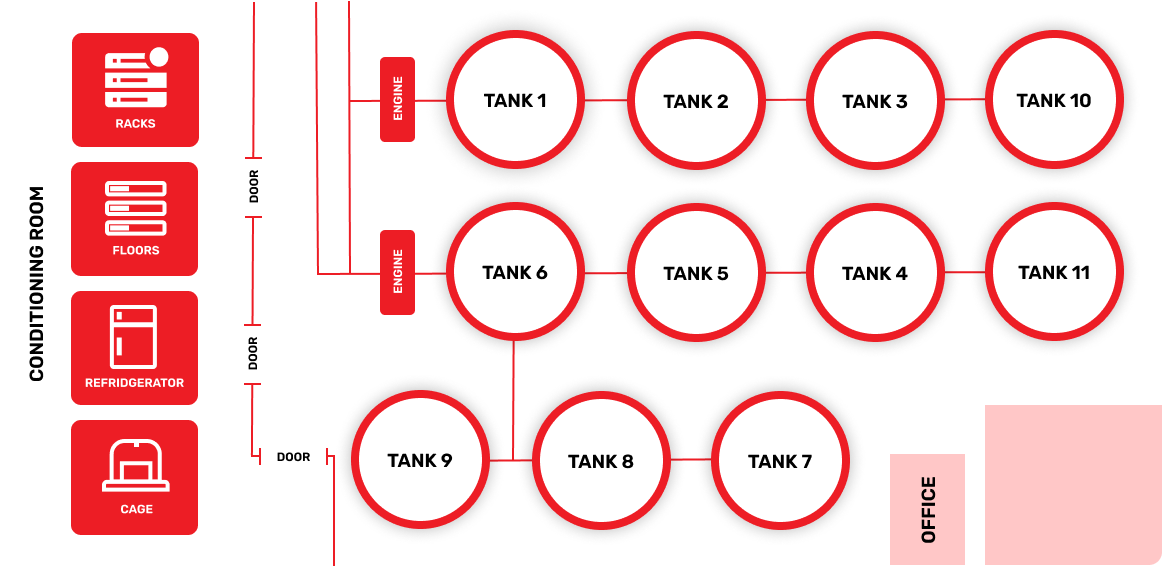 CONDITIONING ROOM
RACKS
FLOORS
REFRIDGERATOR
CAGE
DOOR
DOOR
DOOR
ENGINE
TANK 1
TANK 2
TANK 3
TANK 10
ENGINE
TANK 6
TANK 5
TANK 4
TANK 11
TANK 9
TANK 8
TANK 7
OFFICE